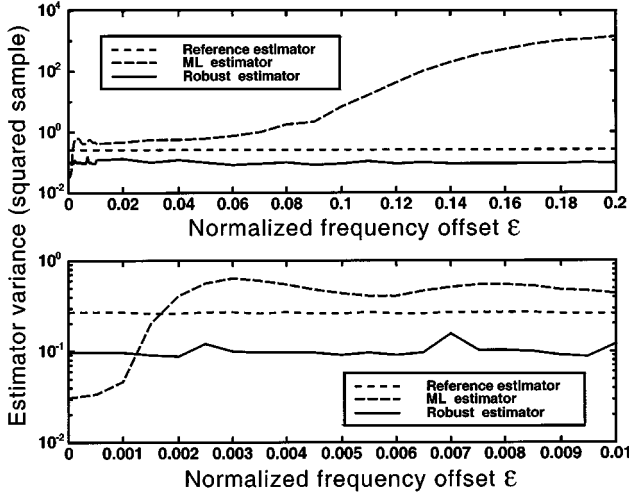 Estimator variance (squared sample)
10^4
10^2
10^0
10^-2
Reference estimator
ML estimator
Robust estimator
0 0.02 0.04 0.06 0.08 0.1 0.12 0.14 0.16 0.18 0.2
Normalized frequency offset ε
10^0
10^-1
10^-2
Reference estimator
ML estimator
Robust estimator
0 0.001 0.002 0.003 0.004 0.005 0.006 0.007 0.008 0.009 0.01
Normalized frequency offset ε